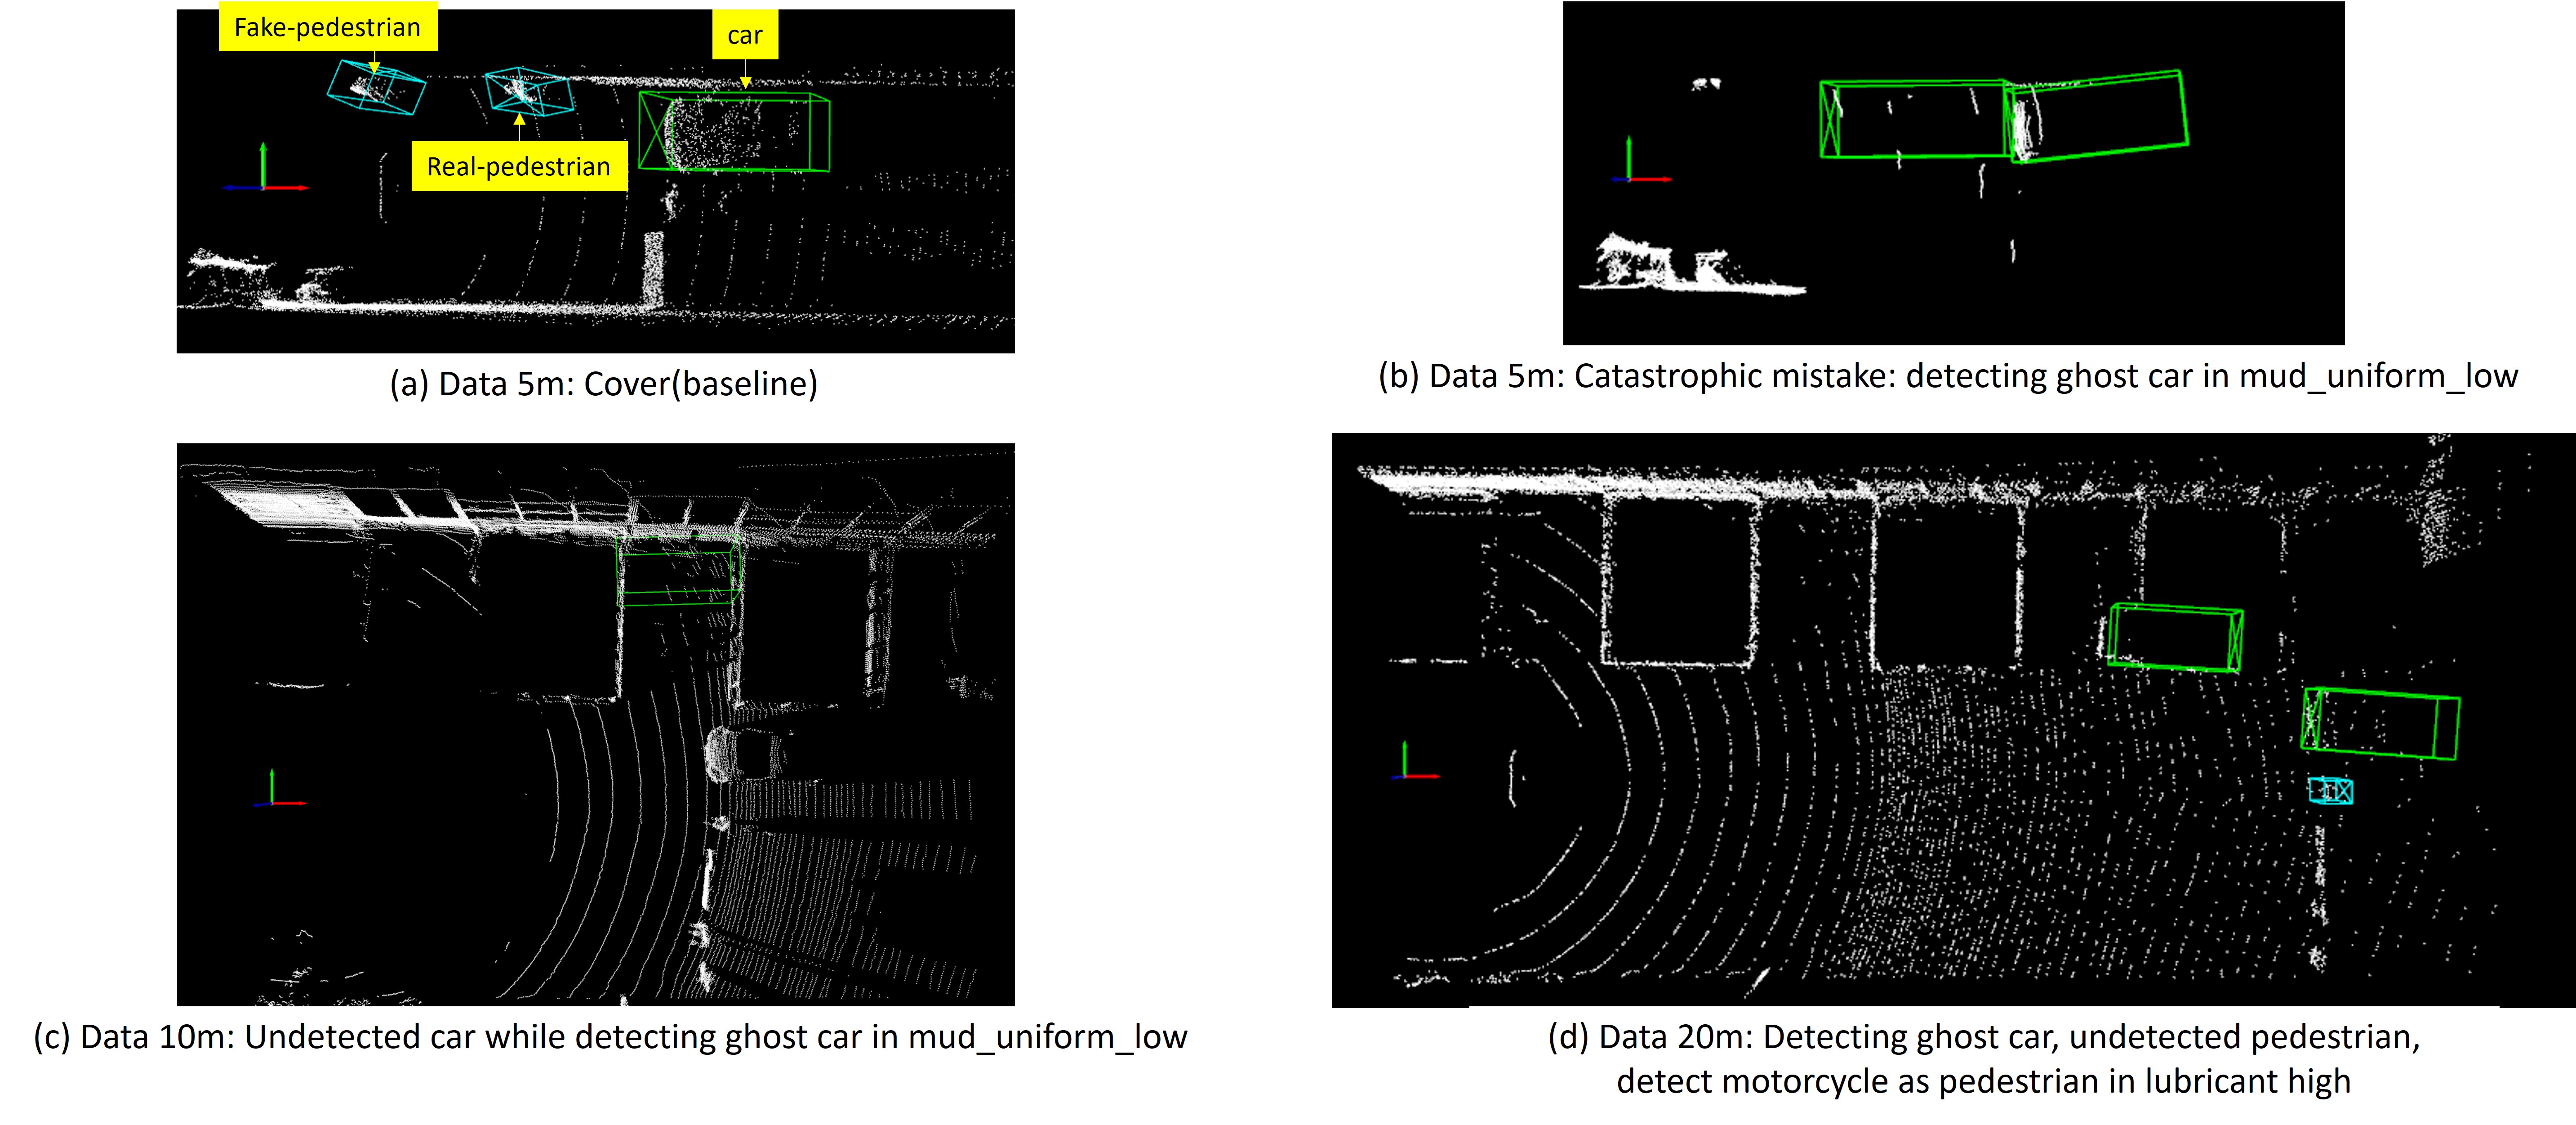 Fake-pedestrian
car
Real-pedestrian
(a) Data 5m: Cover(baseline)
(b) Data 5m: Catastrophic mistake: detecting ghost car in mud_uniform_low
(c) Data 10m: Undetected car while detecting ghost car in mud_uniform_low
(d) Data 20m: Detecting ghost car, undetected pedestrian,
detect motorcycle as pedestrian in lubricant high